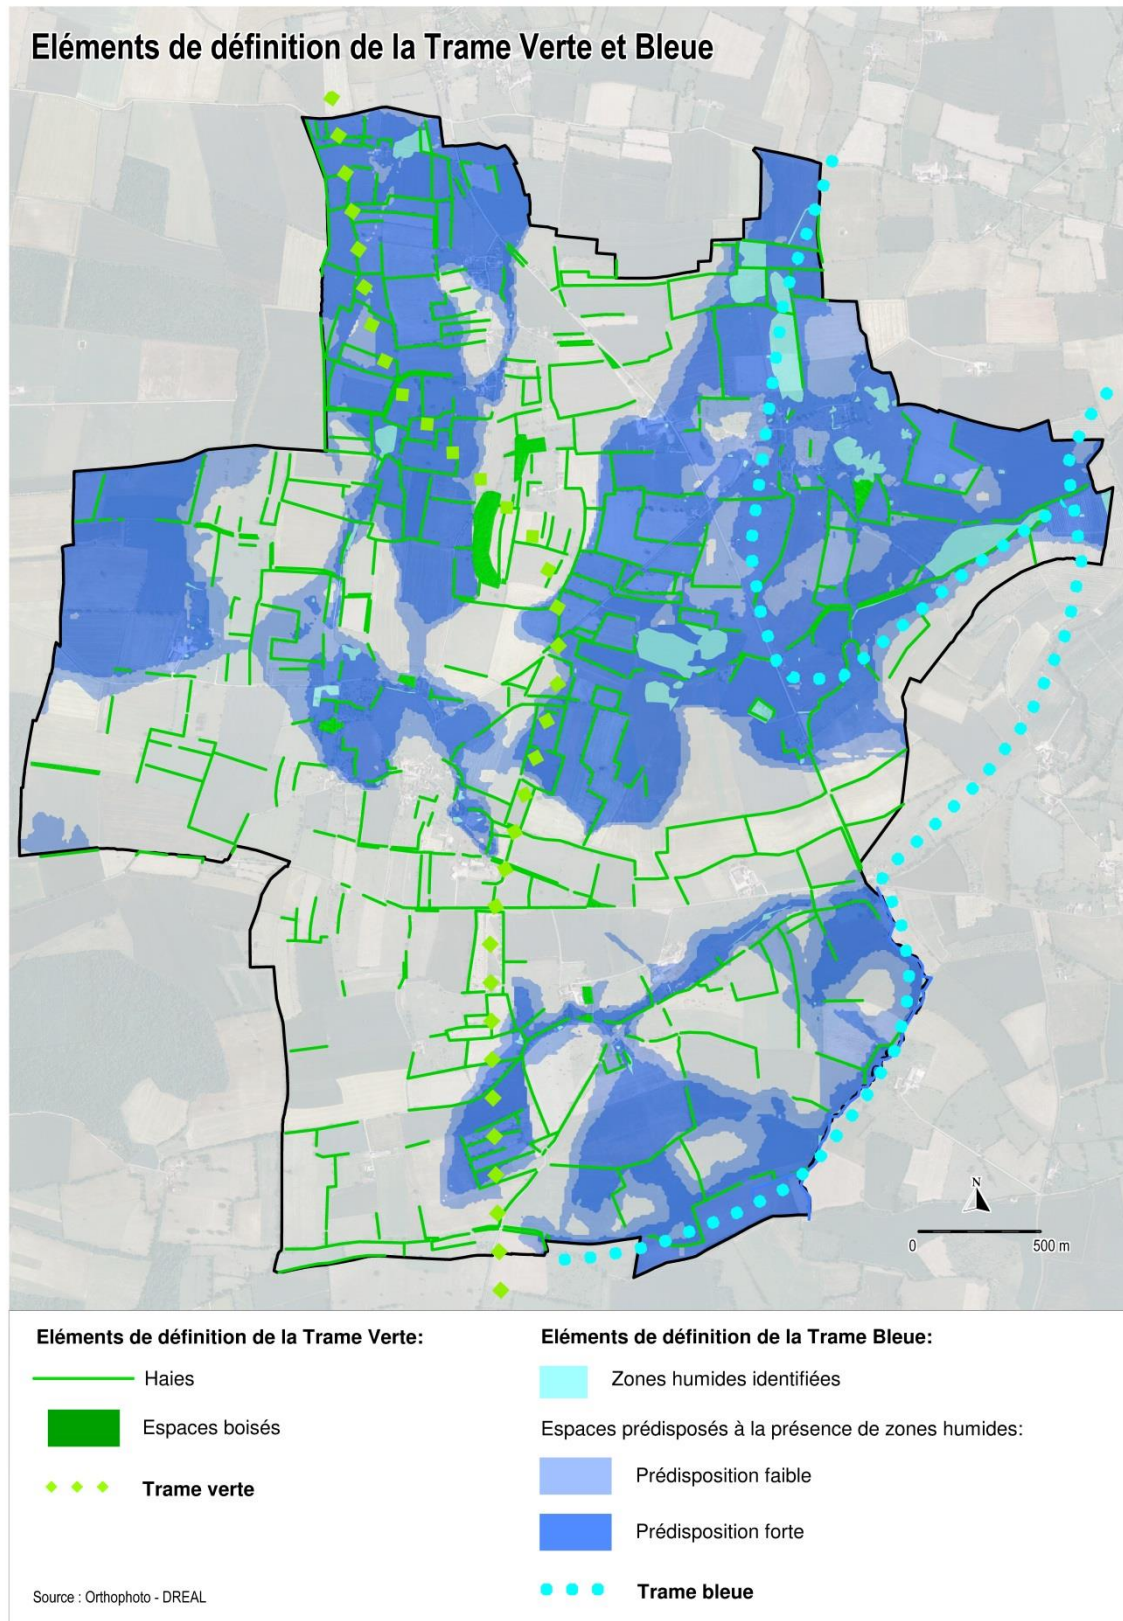 Eléments de définition de la Trame Verte et Bleue
N
0 500 m
Eléments de définition de la Trame Verte:
Haies
Espaces boisés
Trame verte
Source : Orthophoto - DREAL
Eléments de définition de la Trame Bleue:
Zones humides identifiées
Espaces prédisposés à la présence de zones humides:
Prédisposition faible
Prédisposition forte
Trame bleue